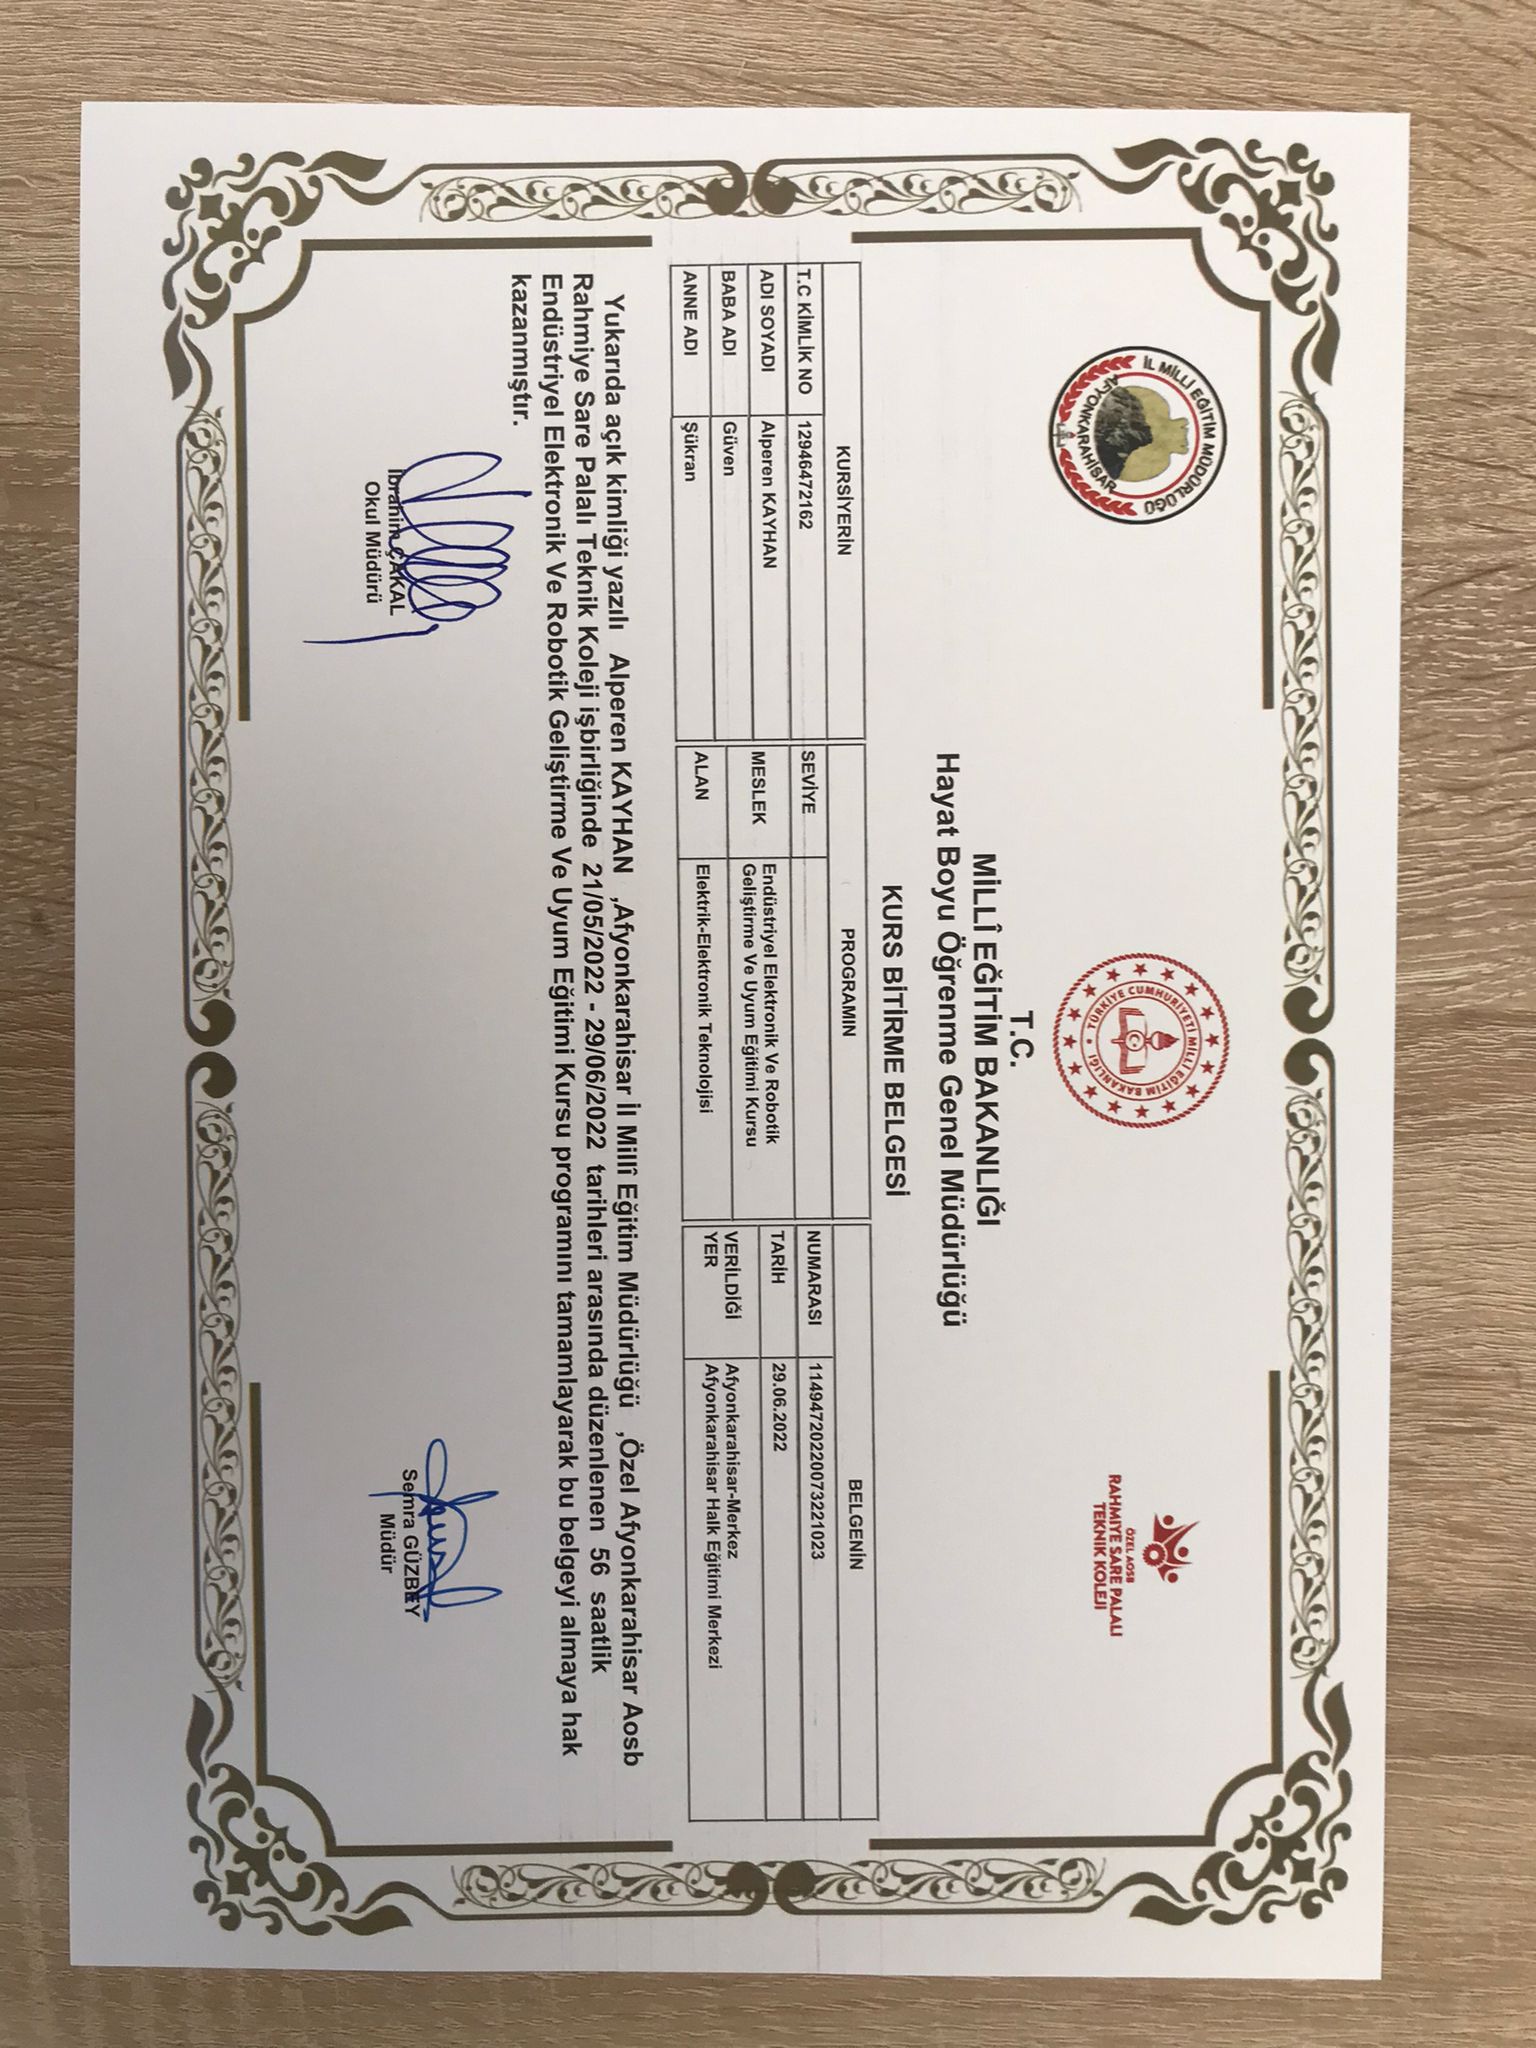 İL MİLLÎ EĞİTİM MÜDÜRLÜĞÜ
AFYONKARAHİSAR
TÜRKİYE CUMHURİYETİ MİLLÎ EĞİTİM BAKANLIĞI
ÖZEL AOSB
RAHMİYE SARE PALALI
TEKNİK KOLEJİ
T.C.
MİLLÎ EĞİTİM BAKANLIĞI
Hayat Boyu Öğrenme Genel Müdürlüğü
KURS BİTİRME BELGESİ
KURSİYERİN
T.C KİMLİK NO 12946472162
ADI SOYADI Alperen KAYHAN
BABA ADI Güven
ANNE ADI Şükran
PROGRAMIN
SEVİYE
MESLEK Endüstriyel Elektronik Ve Robotik
Geliştirme Ve Uyum Eğitimi Kursu
ALAN Elektrik-Elektronik Teknolojisi
BELGENİN
NUMARASI 11494720220073221023
TARİH 29.06.2022
VERİLDİĞİ YER Afyonkarahisar-Merkez
Afyonkarahisar Halk Eğitimi Merkezi
Yukarıda açık kimliği yazılı Alperen KAYHAN ,Afyonkarahisar İl Millî Eğitim Müdürlüğü ,Özel Afyonkarahisar Aosb
Rahmiye Sare Palalı Teknik Koleji işbirliğinde 21/05/2022 - 29/06/2022 tarihleri arasında düzenlenen 56 saatlik
Endüstriyel Elektronik Ve Robotik Geliştirme Ve Uyum Eğitimi Kursu programını tamamlayarak bu belgeyi almaya hak
kazanmıştır.
İbrahim ÇAKAL
Okul Müdürü
Semra GÜZBEY
Müdür